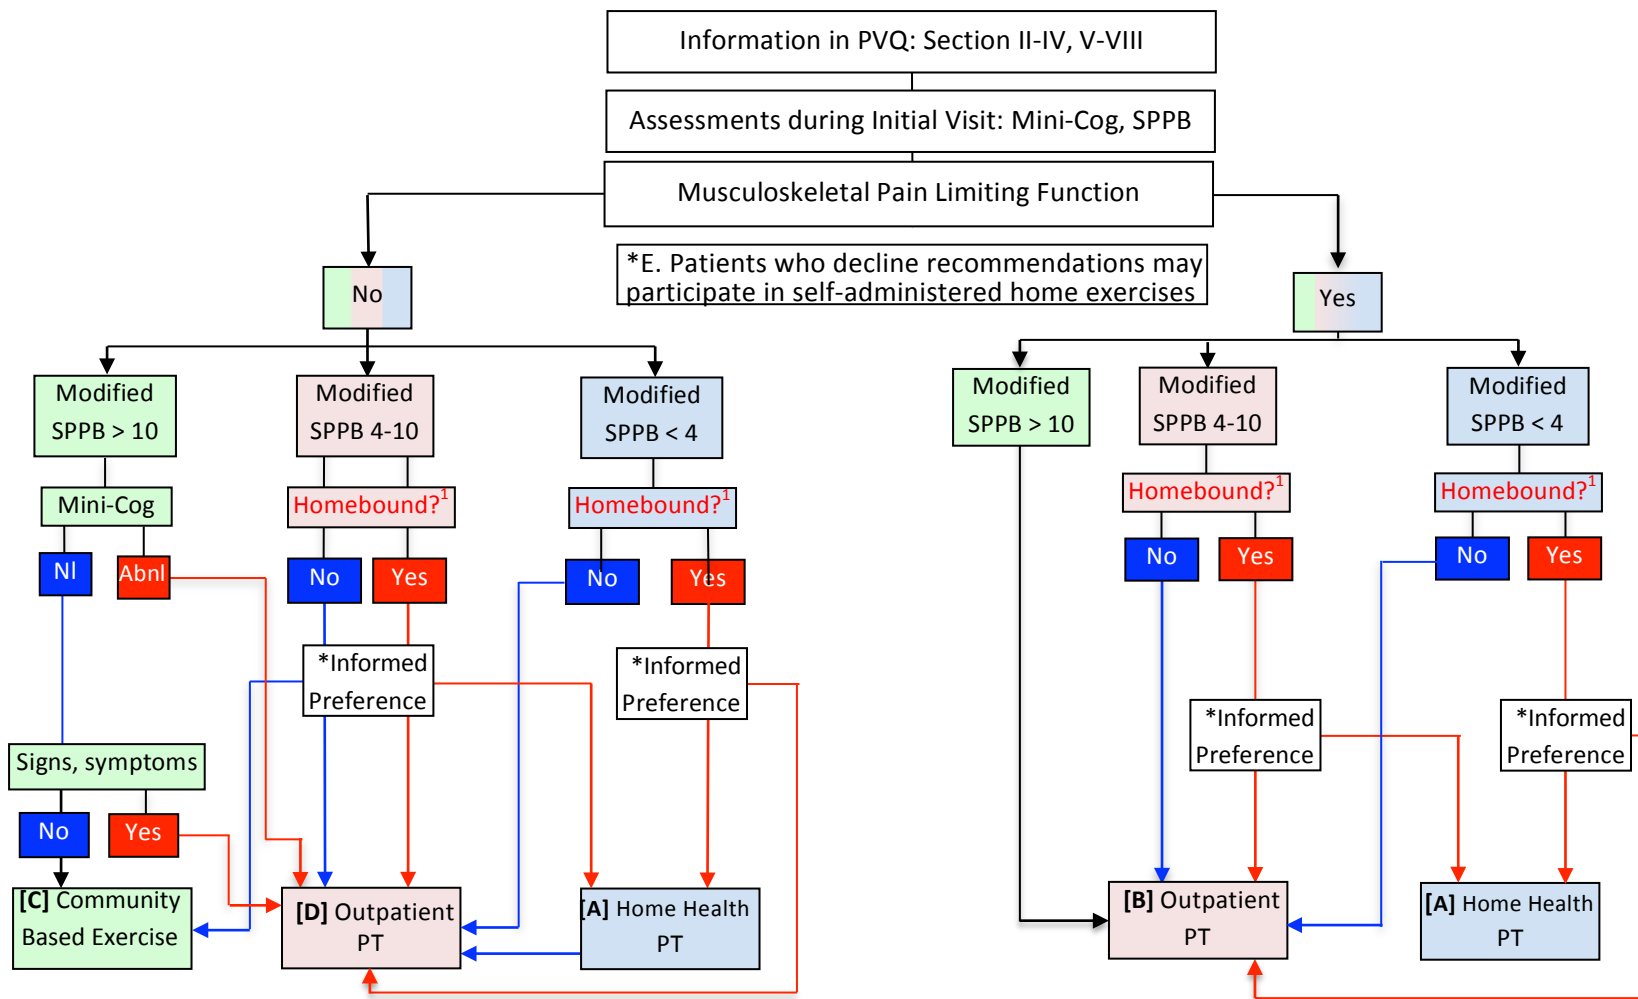 Information in PVQ: Section II-IV, V-VIII
Assessments during Initial Visit: Mini-Cog, SPPB
Musculoskeletal Pain Limiting Function
*E. Patients who decline recommendations may
participate in self-administered home exercises
No
Yes
Modified
SPPB > 10
Modified
SPPB 4-10
Modified
SPPB < 4
Modified
SPPB > 10
Modified
SPPB 4-10
Modified
SPPB < 4
Mini-Cog
Homebound?1
Homebound?1
Homebound?1
Homebound?1
Nl
Abnl
No
Yes
No
Yes
No
Yes
No
Yes
*Informed
Preference
*Informed
Preference
*Informed
Preference
*Informed
Preference
Signs, symptoms
No
Yes
[C] Community
Based Exercise
[D] Outpatient
PT
[A] Home Health
PT
[B] Outpatient
PT
[A] Home Health
PT